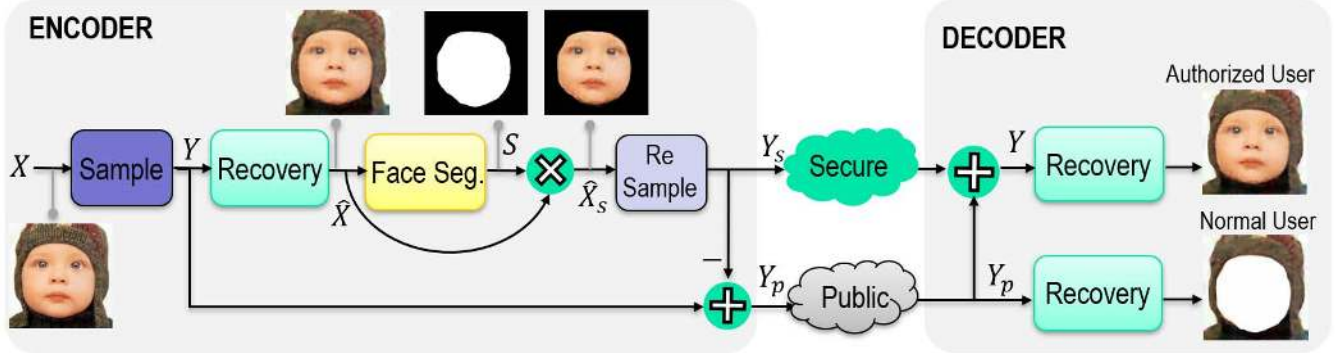 ENCODER
DECODER
Authorized User
X
Sample
Y
Recovery
X̂
Face Seg.
S
X̂ₛ
Re
Sample
Yₛ
Secure
Y
Recovery
Normal User
−
Yₚ
Public
Yₚ
Recovery